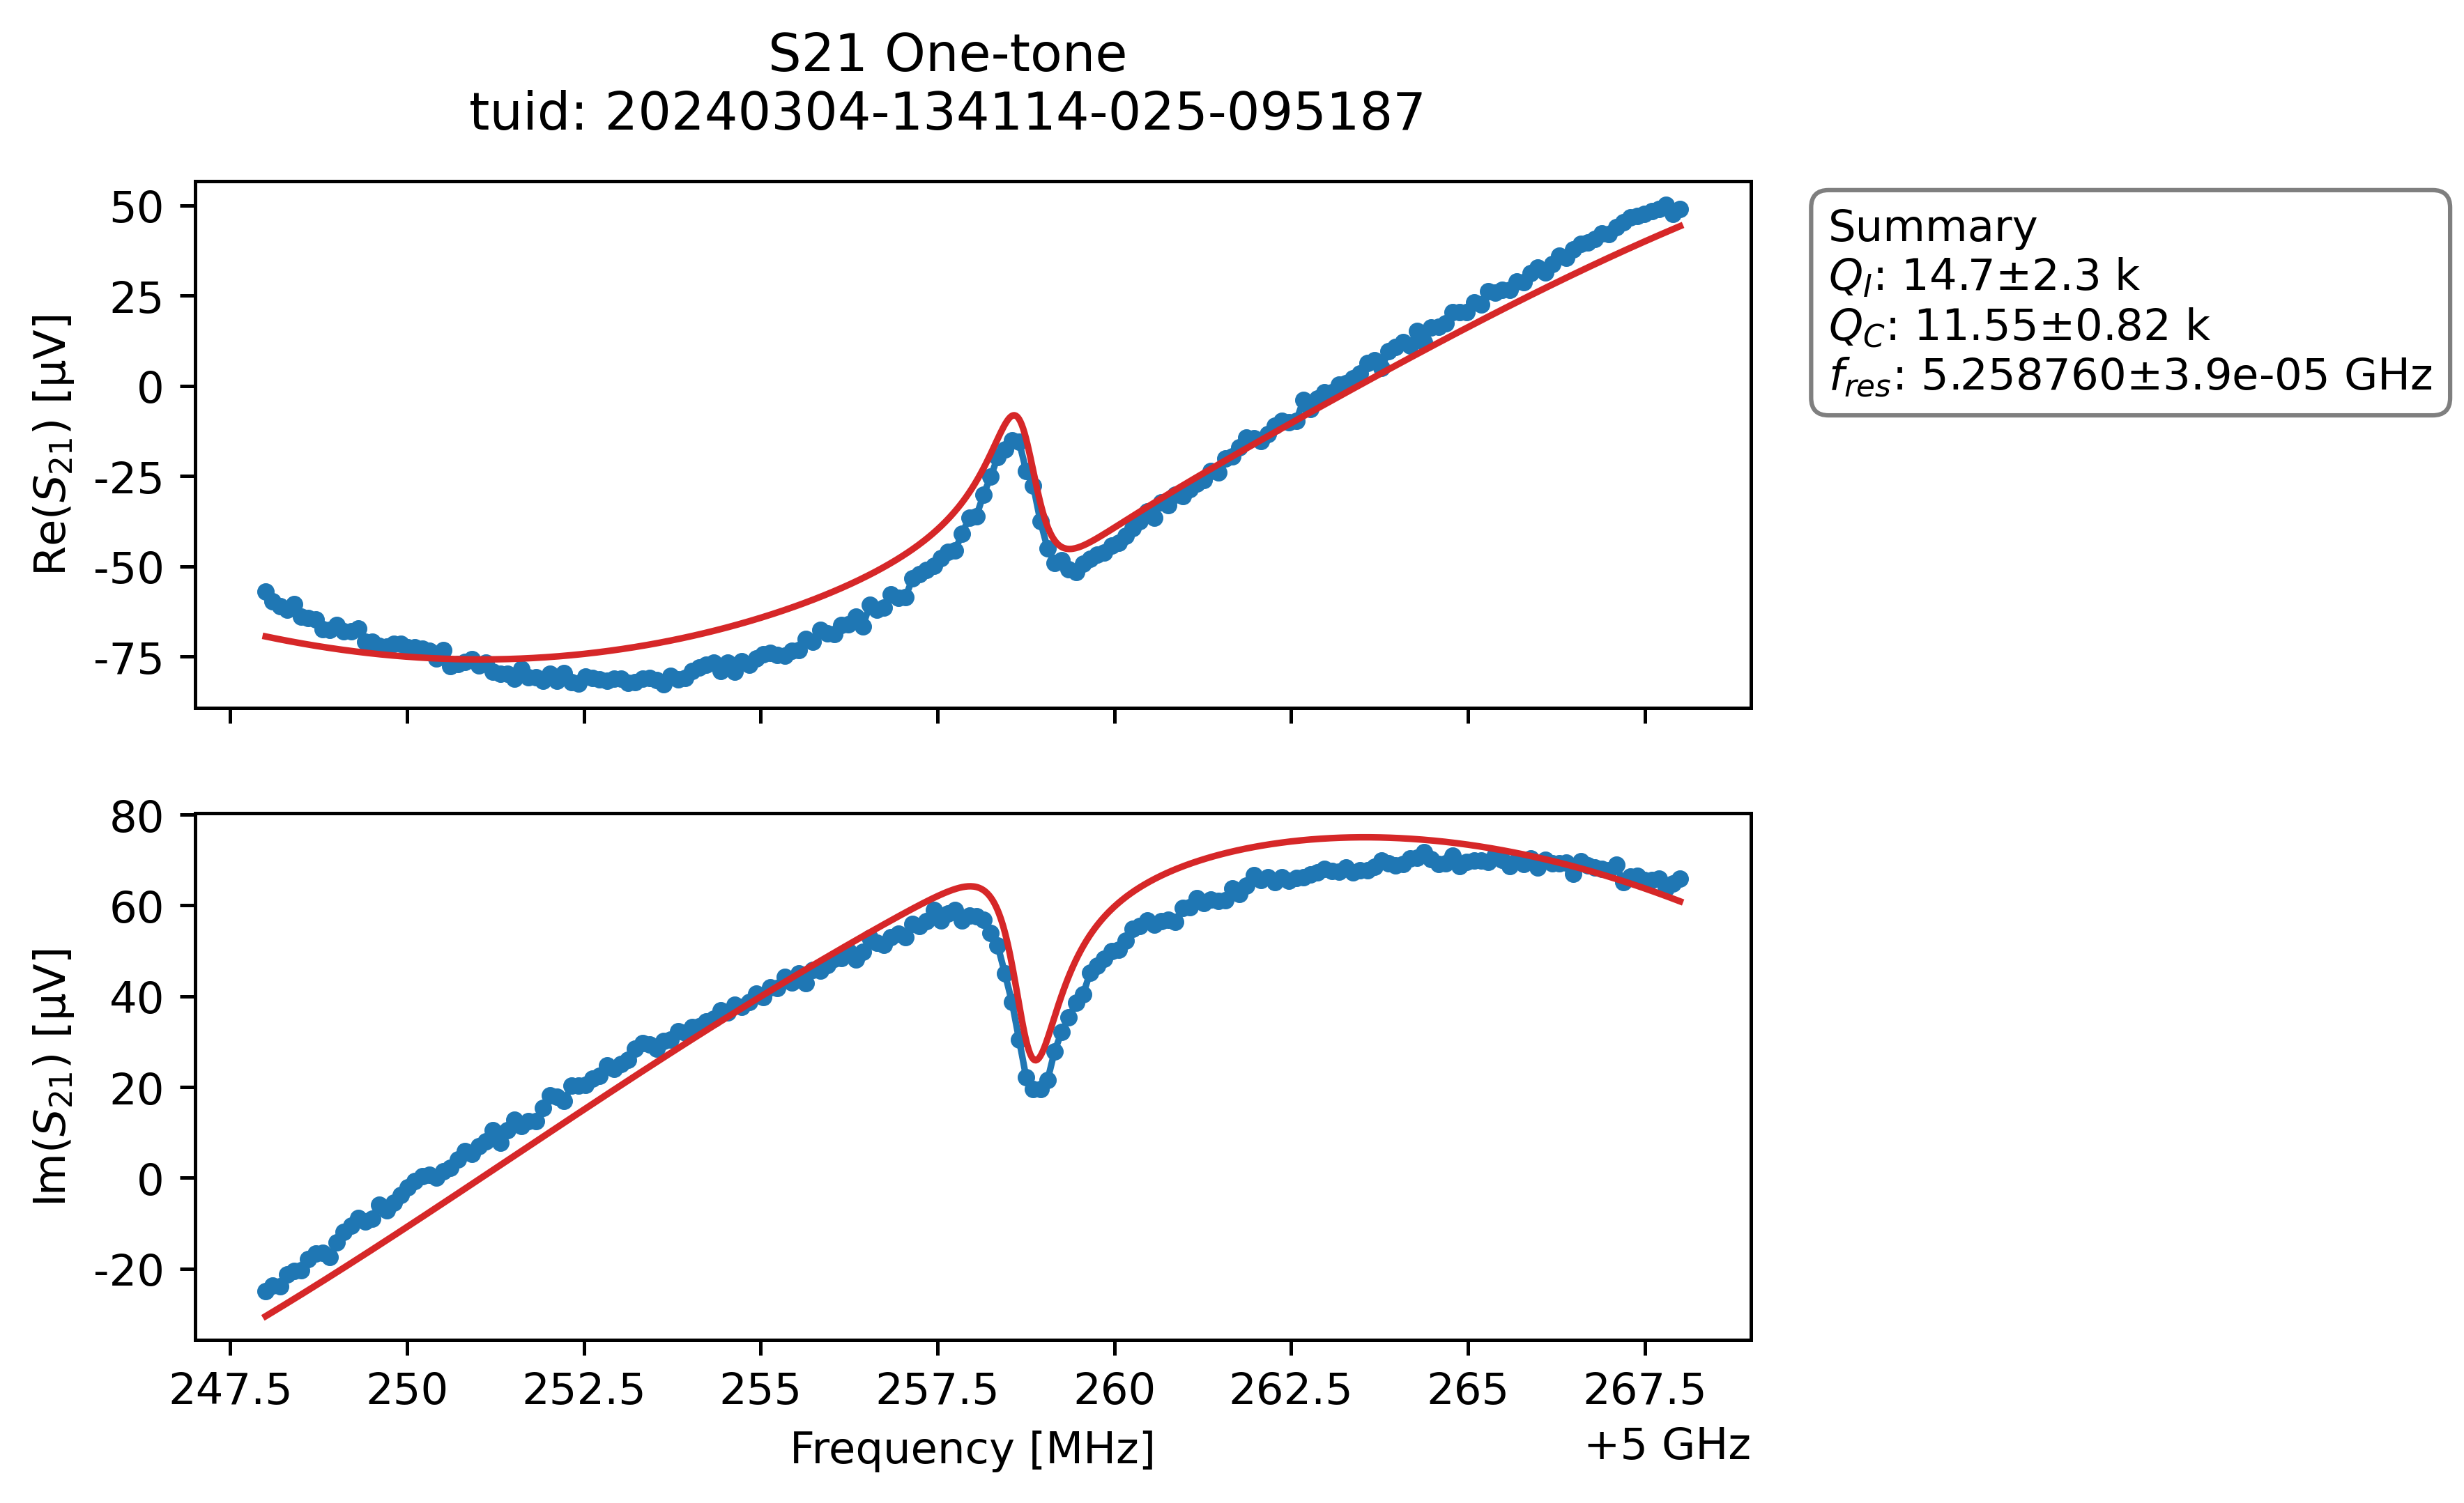 S21 One-tone
tuid: 20240304-134114-025-095187
Re(S21) [µV]
50
25
0
-25
-50
-75
Summary
QI: 14.7±2.3 k
QC: 11.55±0.82 k
fres: 5.258760±3.9e-05 GHz
Im(S21) [µV]
80
60
40
20
0
-20
247.5 250 252.5 255 257.5 260 262.5 265 267.5
Frequency [MHz]
+5 GHz